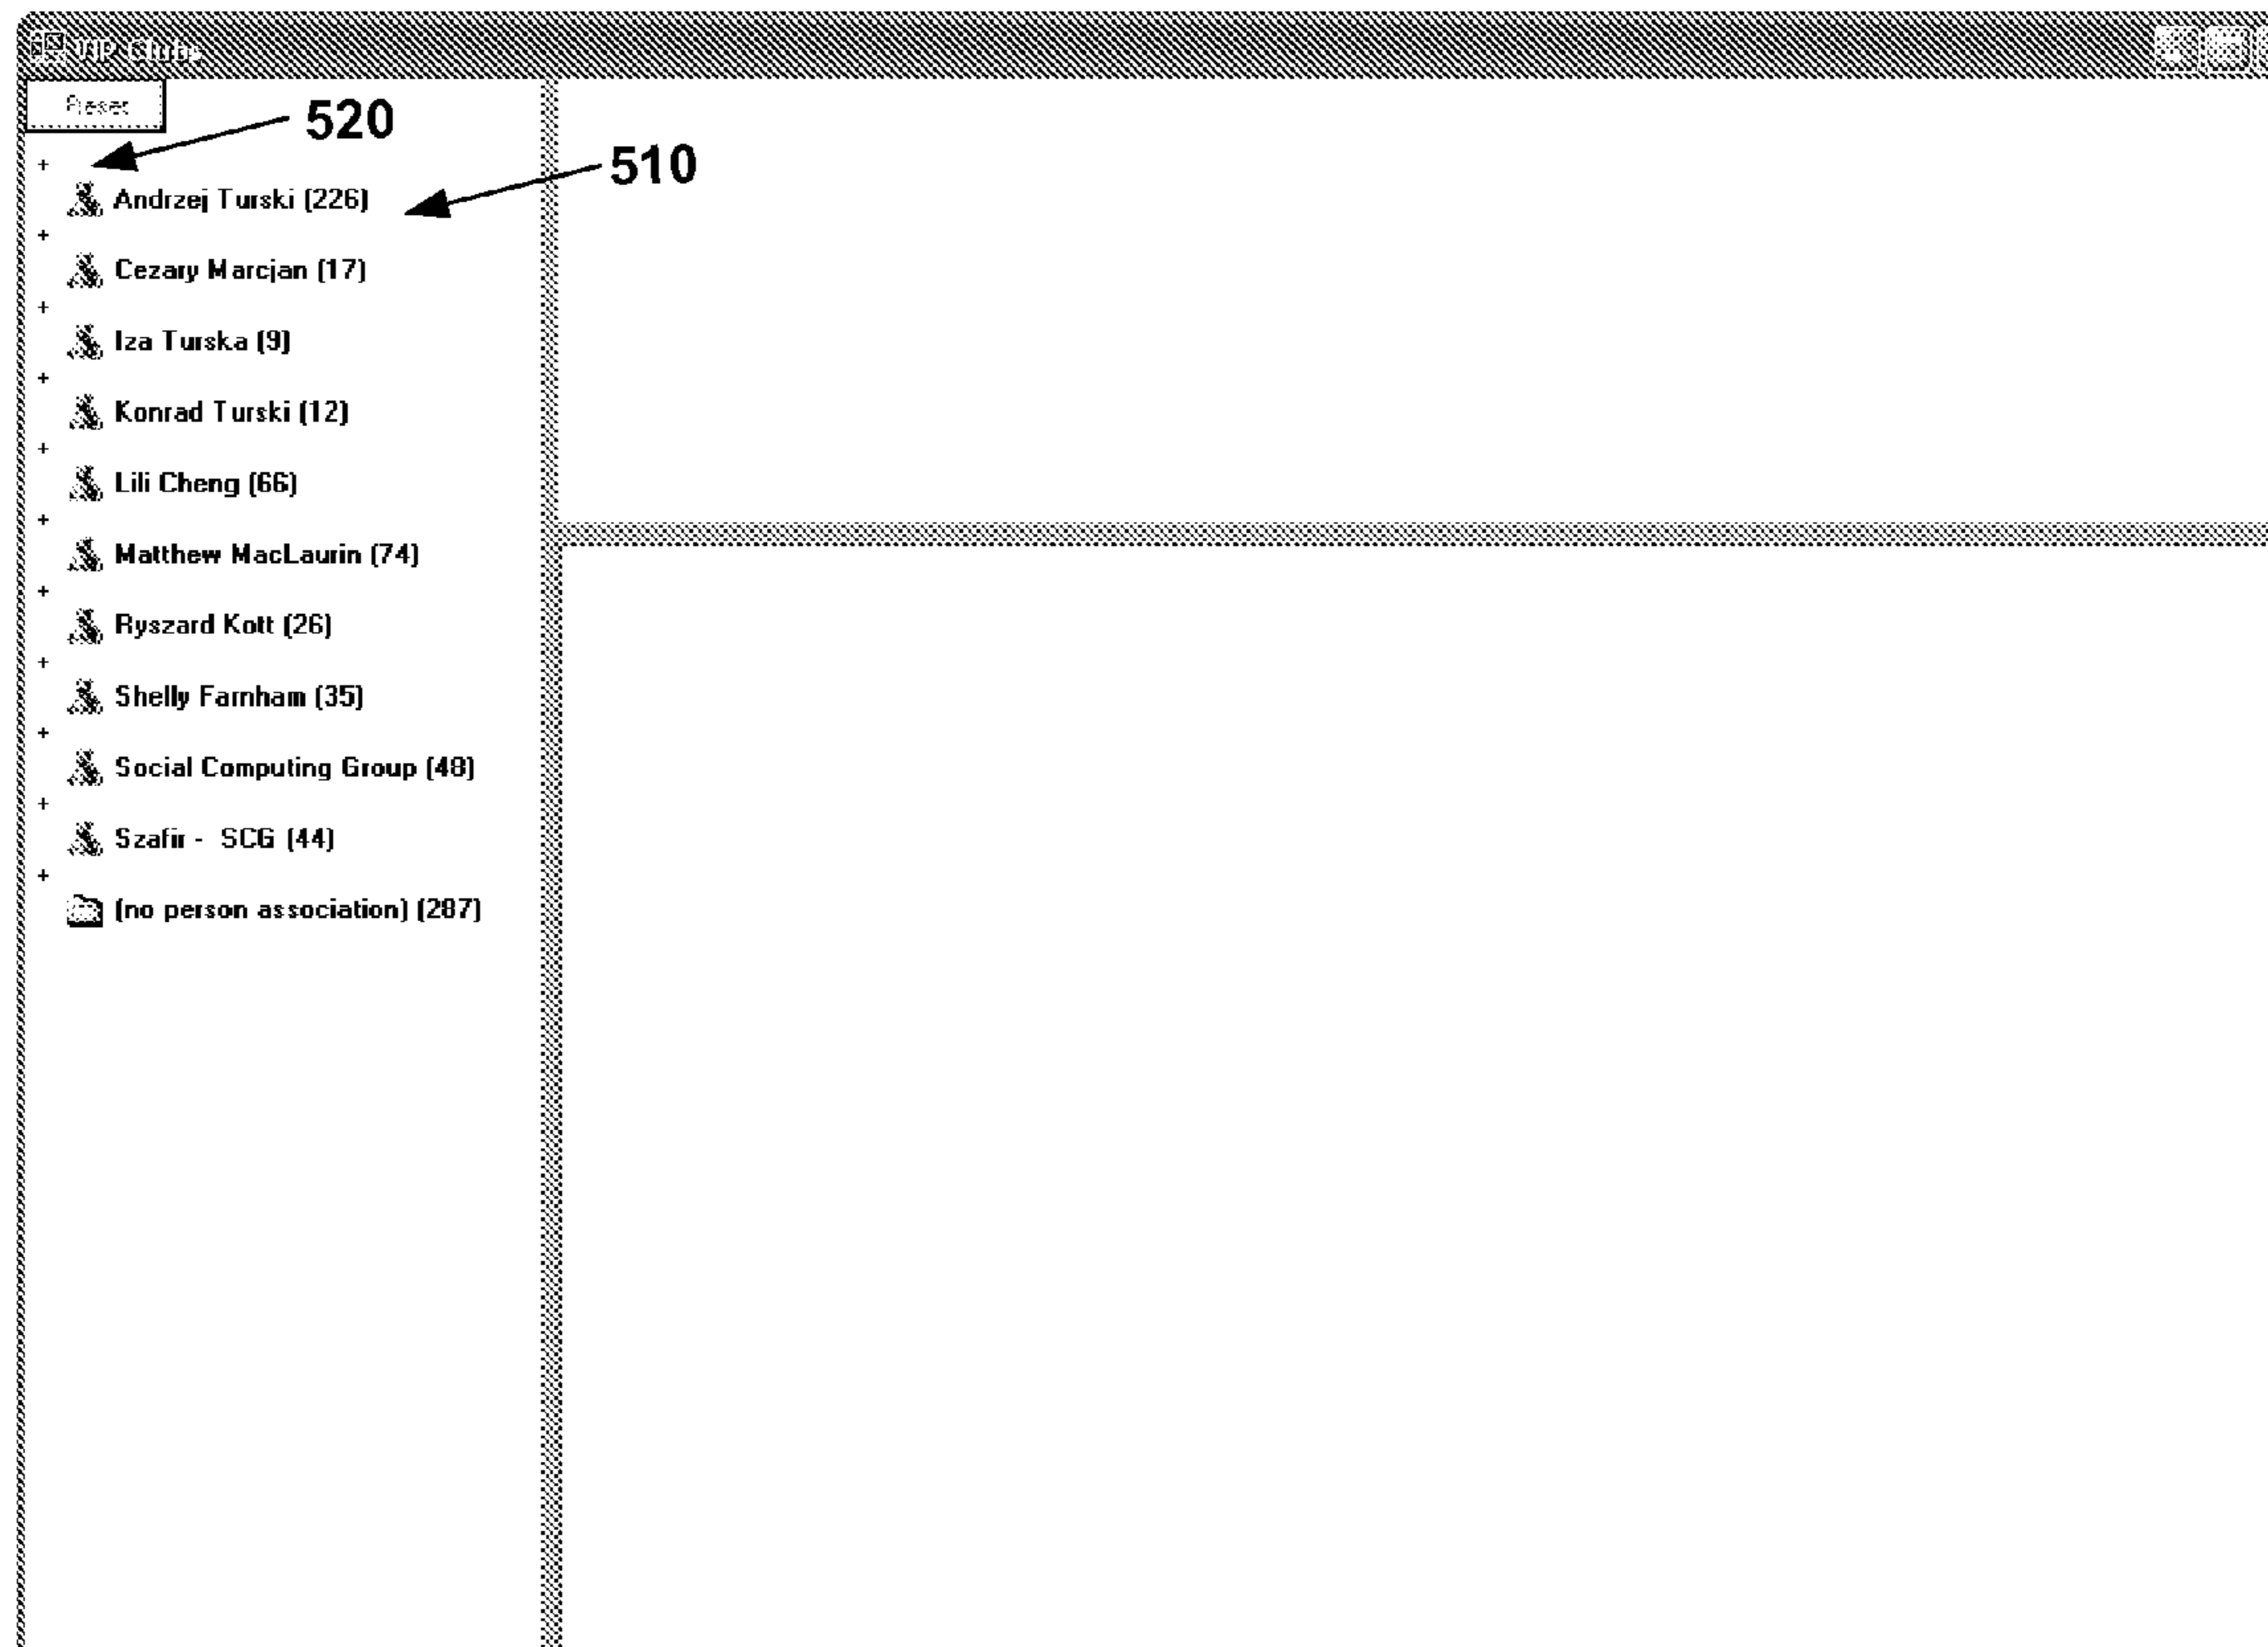 VIP Clubs
Reset
520
510
+
Andrzej Turski (226)
+
Cezary Marcjan (17)
+
Iza Turska (9)
+
Konrad Turski (12)
+
Lili Cheng (66)
+
Matthew MacLaurin (74)
+
Ryszard Kott (26)
+
Shelly Farnham (35)
+
Social Computing Group (48)
+
Szafir - SCG (44)
+
(no person association) (287)